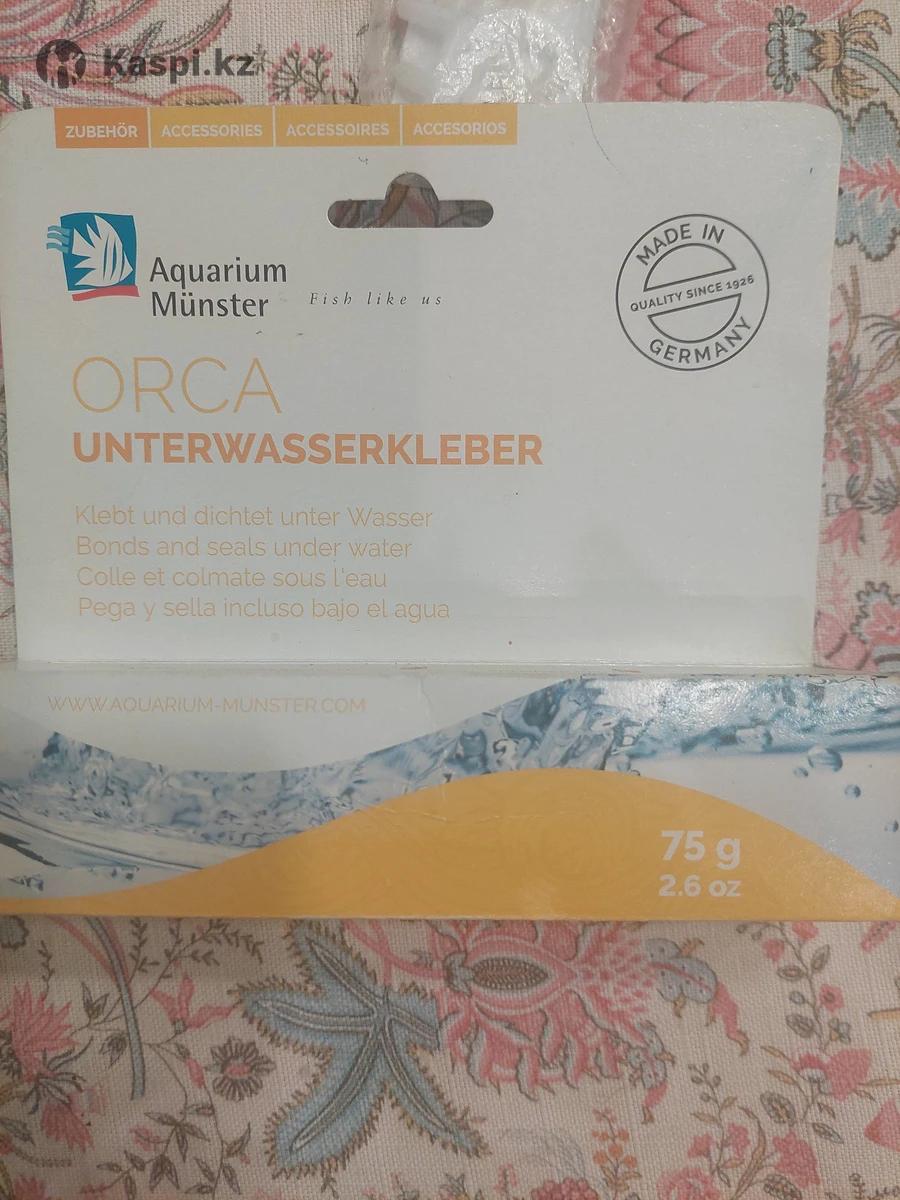 Kaspi.kz
ZUBEHÖR
ACCESSORIES
ACCESSOIRES
ACCESORIOS
Aquarium
Münster
Fish like us
MADE IN
QUALITY SINCE 1926
GERMANY
ORCA
UNTERWASSERKLEBER
Klebt und dichtet unter Wasser
Bonds and seals under water
Colle et colmate sous l'eau
Pega y sella incluso bajo el agua
WWW.AQUARIUM-MUNSTER.COM
75 g
2.6 oz